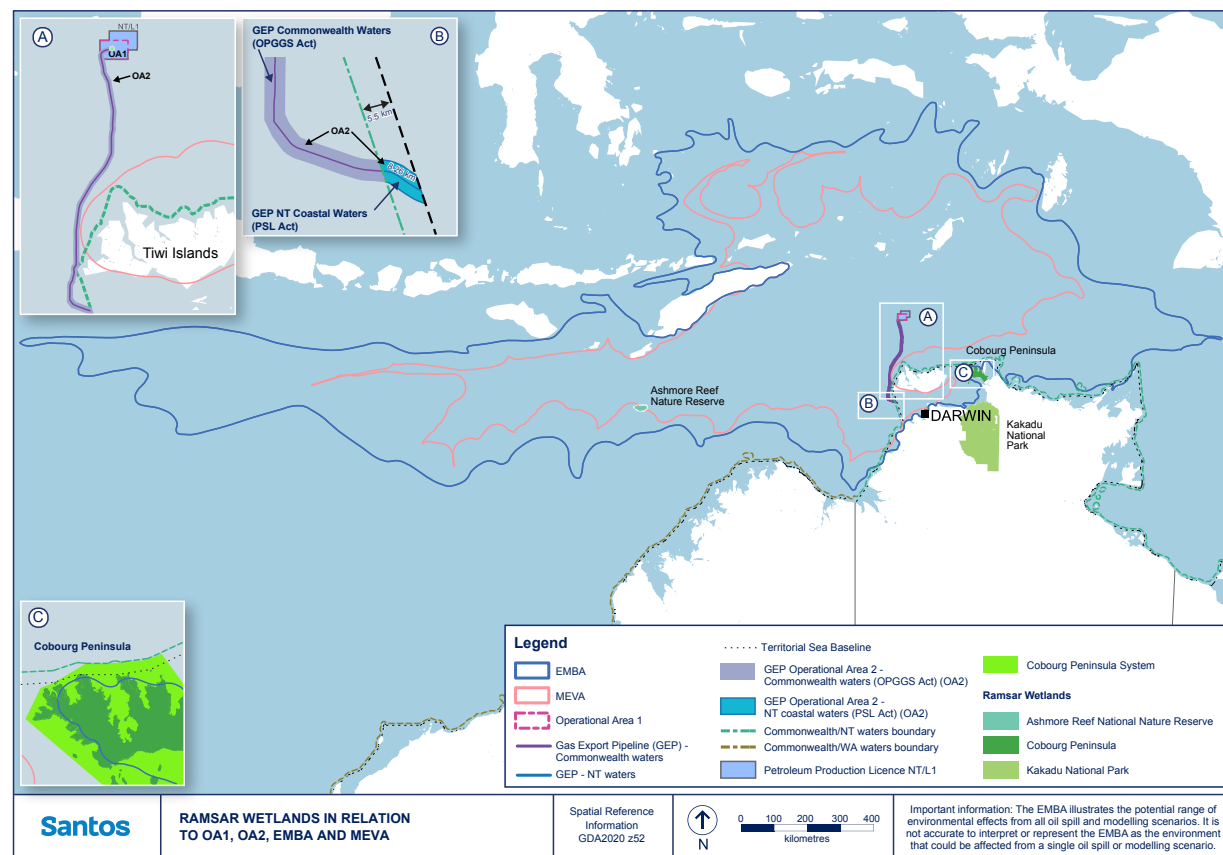 A
NT/L1
OA1
OA2
Tiwi Islands
GEP Commonwealth Waters
(OPGGS Act)
B
5.5 km
OA2
8.26 km
GEP NT Coastal Waters
(PSL Act)
A
Cobourg Peninsula
C
B
Ashmore Reef
Nature Reserve
DARWIN
Kakadu
National
Park
C
Cobourg Peninsula
Legend
EMBA
MEVA
Operational Area 1
Gas Export Pipeline (GEP) -
Commonwealth waters
GEP - NT waters
Territorial Sea Baseline
GEP Operational Area 2 -
Commonwealth waters (OPGGS Act) (OA2)
GEP Operational Area 2 -
NT coastal waters (PSL Act) (OA2)
Commonwealth/NT waters boundary
Commonwealth/WA waters boundary
Petroleum Production Licence NT/L1
Cobourg Peninsula System
Ramsar Wetlands
Ashmore Reef National Nature Reserve
Cobourg Peninsula
Kakadu National Park
Santos
RAMSAR WETLANDS IN RELATION
TO OA1, OA2, EMBA AND MEVA
Spatial Reference
Information
GDA2020 z52
N
0 100 200 300 400
kilometres
Important information: The EMBA illustrates the potential range of
environmental effects from all oil spill and modelling scenarios. It is
not accurate to interpret or represent the EMBA as the environment
that could be affected from a single oil spill or modelling scenario.